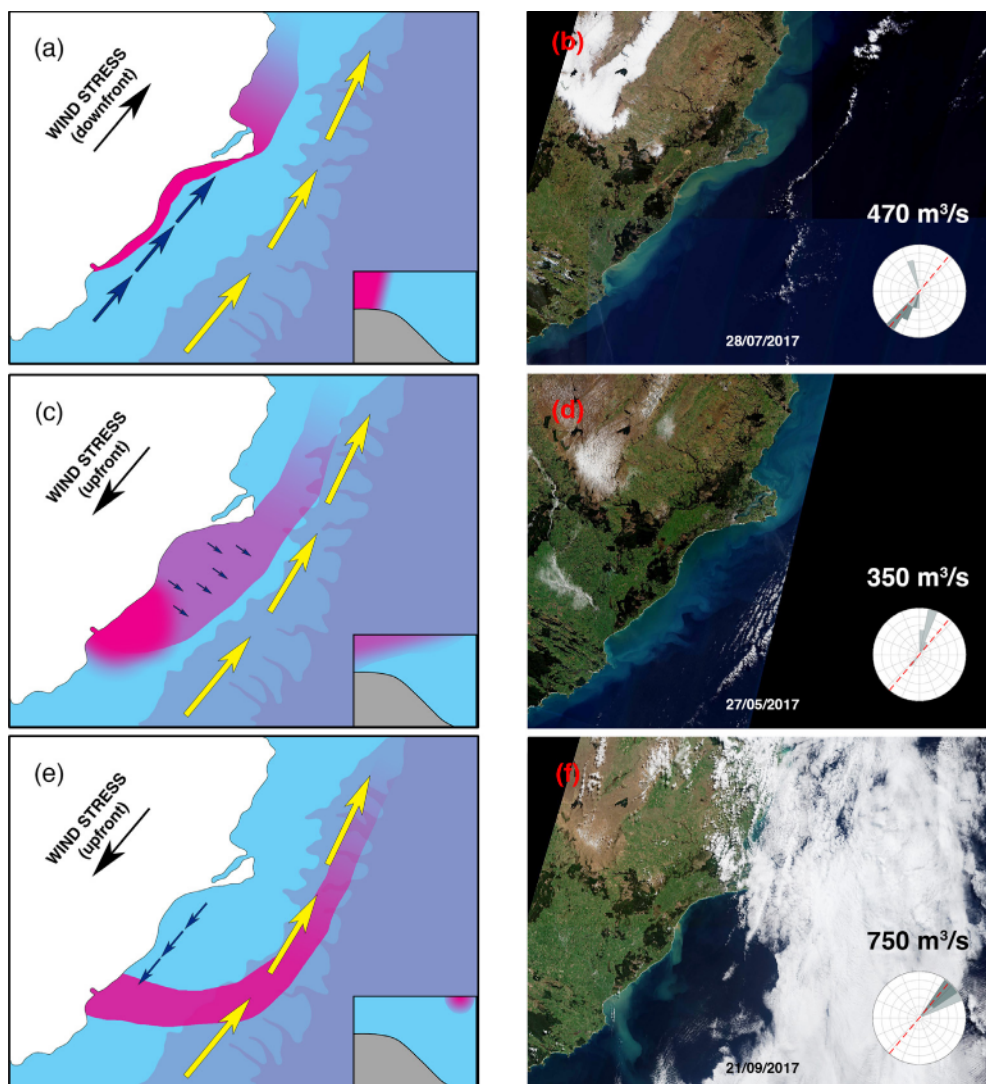 (a)
WIND STRESS
(downfront)
(b)
470 m³/s
28/07/2017
(c)
WIND STRESS
(upfront)
(d)
350 m³/s
27/05/2017
(e)
WIND STRESS
(upfront)
(f)
750 m³/s
21/09/2017